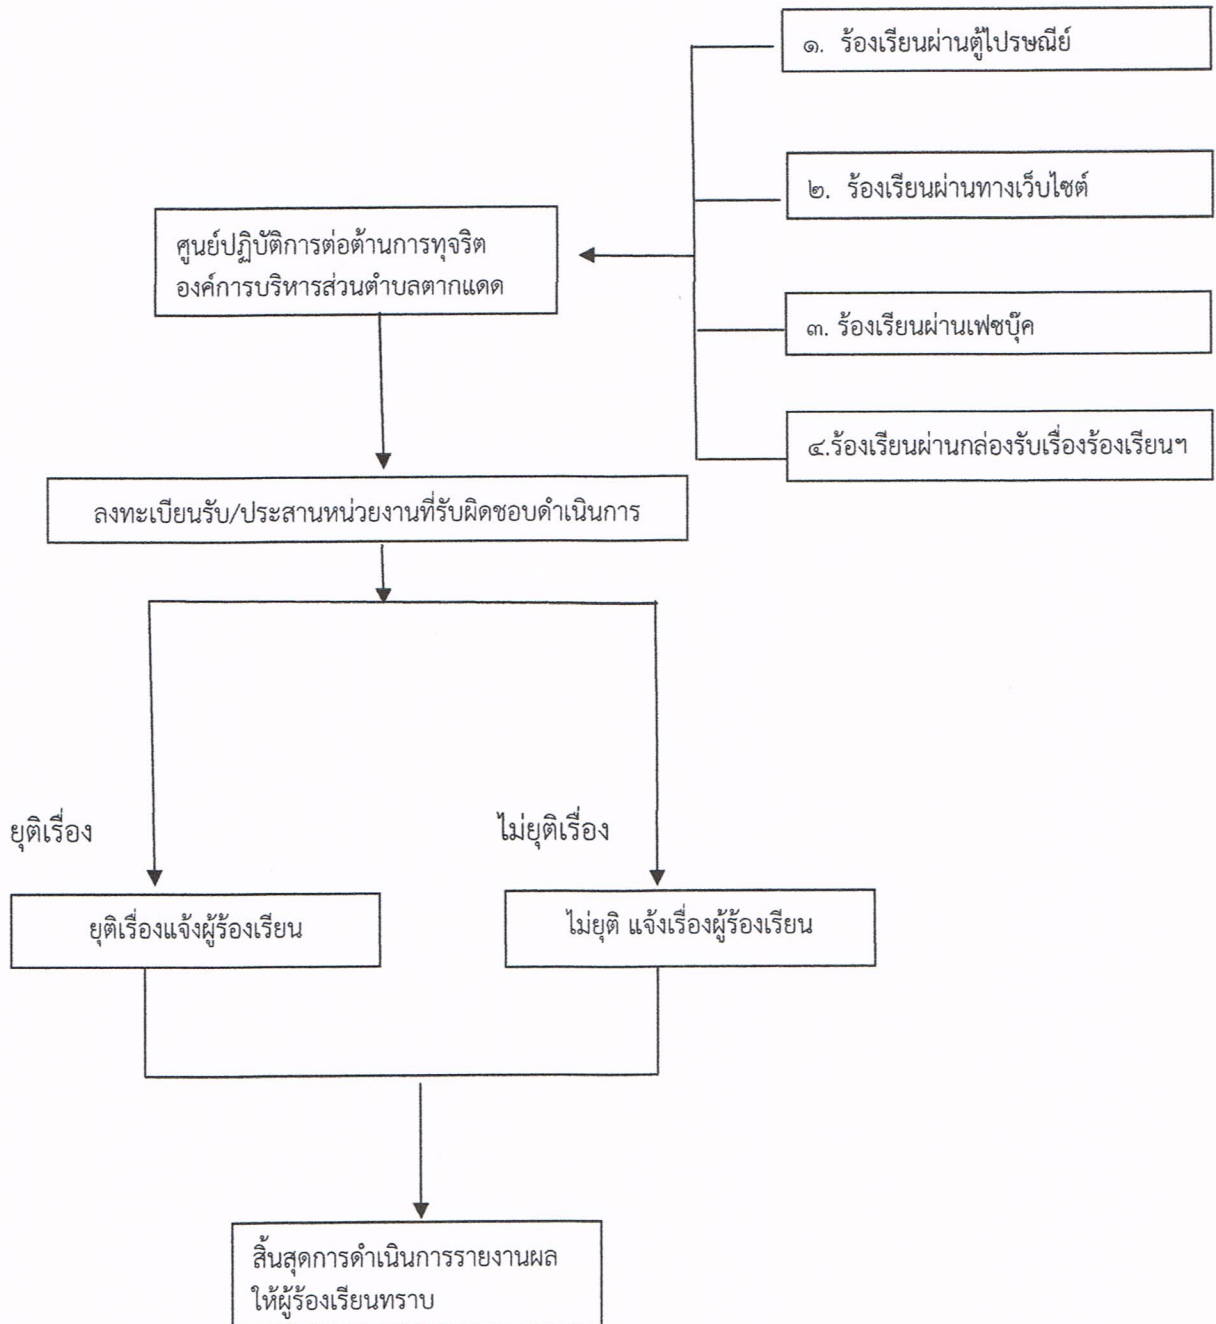 ๑. ร้องเรียนผ่านตู้ไปรษณีย์
๒. ร้องเรียนผ่านทางเว็บไซต์
ศูนย์ปฏิบัติการต่อต้านการทุจริต
องค์การบริหารส่วนตำบลตากแดด
๓. ร้องเรียนผ่านเฟซบุ๊ค
๔.ร้องเรียนผ่านกล่องรับเรื่องร้องเรียนฯ
ลงทะเบียนรับ/ประสานหน่วยงานที่รับผิดชอบดำเนินการ
ยุติเรื่อง
ไม่ยุติเรื่อง
ยุติเรื่องแจ้งผู้ร้องเรียน
ไม่ยุติ แจ้งเรื่องผู้ร้องเรียน
สิ้นสุดการดำเนินการรายงานผล
ให้ผู้ร้องเรียนทราบ